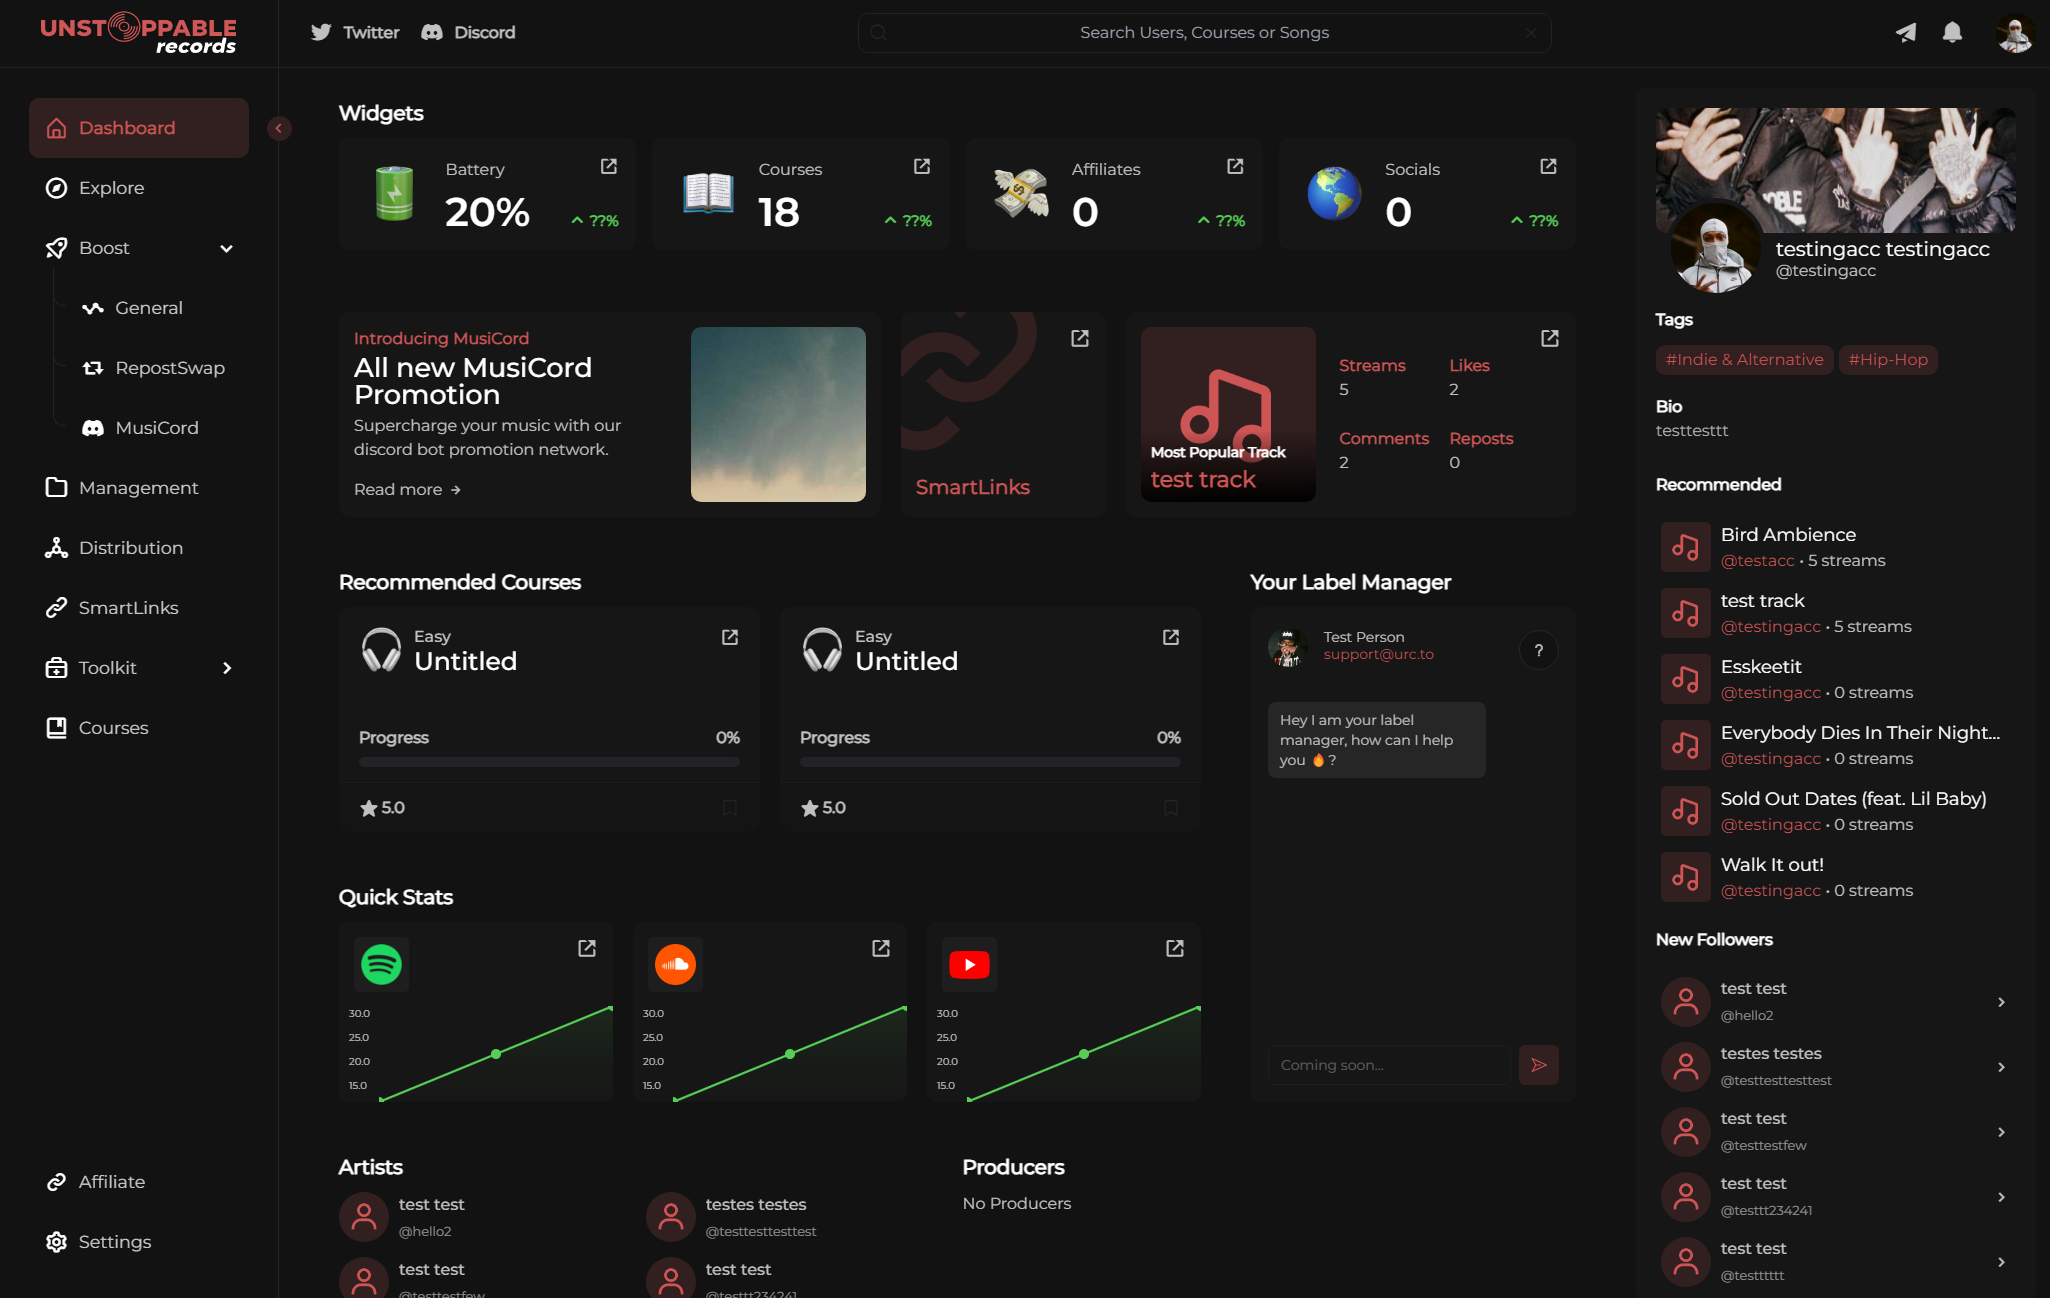 UNSTOPPABLE
records
Twitter
Discord
Search Users, Courses or Songs
Dashboard
Explore
Boost
General
RepostSwap
MusiCord
Management
Distribution
SmartLinks
Toolkit
Courses
Affiliate
Settings
Widgets
Battery
20%
??%
Courses
18
??%
Affiliates
0
??%
Socials
0
??%
Introducing MusiCord
All new MusiCord
Promotion
Supercharge your music with our
discord bot promotion network.
Read more →
SmartLinks
Most Popular Track
test track
Streams
5
Likes
2
Comments
2
Reposts
0
Recommended Courses
Easy
Untitled
Progress 0%
5.0
Easy
Untitled
Progress 0%
5.0
Your Label Manager
Test Person
support@urc.to
?
Hey I am your label
manager, how can I help
you 🔥?
Coming soon...
Quick Stats
30.0
25.0
20.0
15.0
30.0
25.0
20.0
15.0
30.0
25.0
20.0
15.0
Artists
test test
@hello2
testes testes
@testtesttesttest
test test
@testtestfew
test test
@testtt234241
Producers
No Producers
testingacc testingacc
@testingacc
Tags
#Indie & Alternative
#Hip-Hop
Bio
testtesttt
Recommended
Bird Ambience
@testacc • 5 streams
test track
@testingacc • 5 streams
Esskeetit
@testingacc • 0 streams
Everybody Dies In Their Night...
@testingacc • 0 streams
Sold Out Dates (feat. Lil Baby)
@testingacc • 0 streams
Walk It out!
@testingacc • 0 streams
New Followers
test test
@hello2
testes testes
@testtesttesttest
test test
@testtestfew
test test
@testtt234241
test test
@testttttt